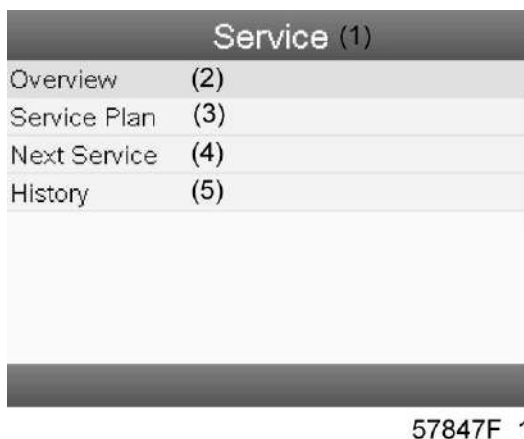 Service (1)
Overview (2)
Service Plan (3)
Next Service (4)
History (5)
57847F